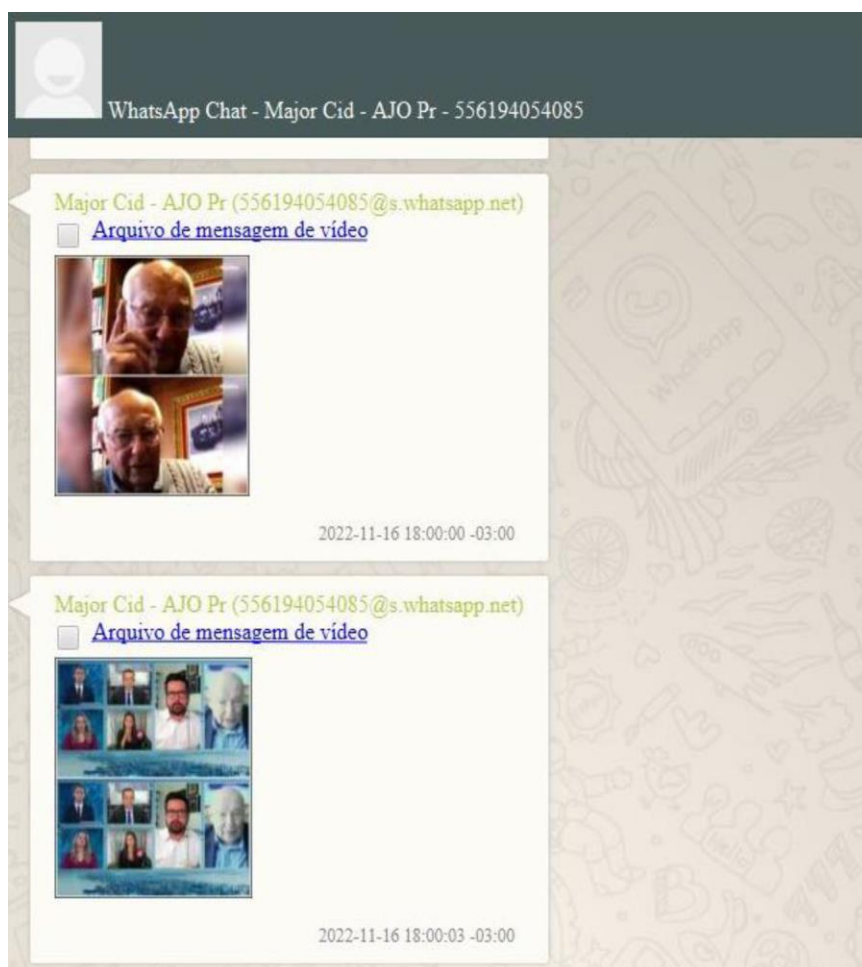 WhatsApp Chat - Major Cid - AJO Pr - 556194054085
Major Cid - AJO Pr (556194054085@s.whatsapp.net)
Arquivo de mensagem de vídeo
2022-11-16 18:00:00 -03:00
Major Cid - AJO Pr (556194054085@s.whatsapp.net)
Arquivo de mensagem de vídeo
2022-11-16 18:00:03 -03:00
whatsapp
hello